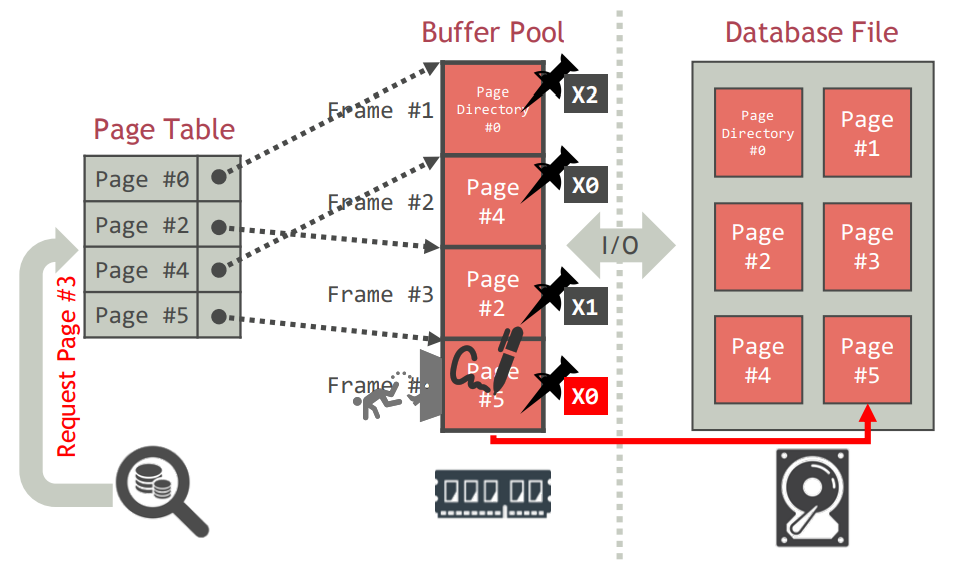 Buffer Pool
Database File
Page Table
Page #0
Page #2
Page #4
Page #5
Request Page #3
Frame #1
Page
Directory
#0
X2
Frame #2
Page
#4
X0
Frame #3
Page
#2
X1
Frame #
Page
#5
X0
I/O
Page
Directory
#0
Page
#1
Page
#2
Page
#3
Page
#4
Page
#5